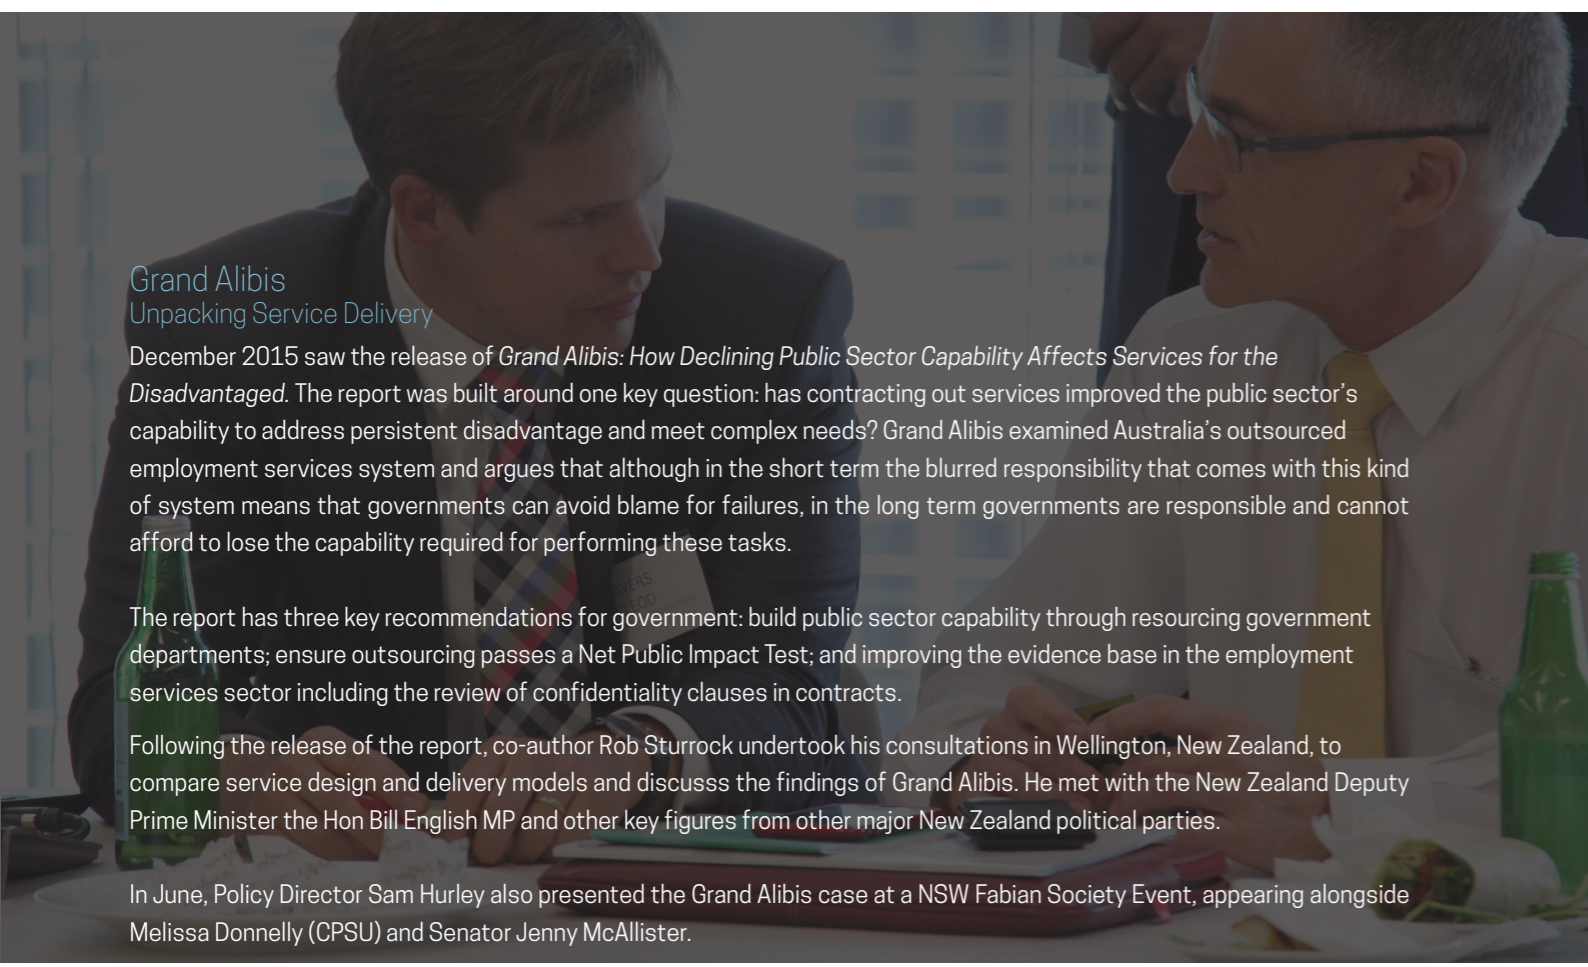 Grand Alibis
Unpacking Service Delivery
December 2015 saw the release of Grand Alibis: How Declining Public Sector Capability Affects Services for the
Disadvantaged. The report was built around one key question: has contracting out services improved the public sector’s
capability to address persistent disadvantage and meet complex needs? Grand Alibis examined Australia’s outsourced
employment services system and argues that although in the short term the blurred responsibility that comes with this kind
of system means that governments can avoid blame for failures, in the long term governments are responsible and cannot
afford to lose the capability required for performing these tasks.
The report has three key recommendations for government: build public sector capability through resourcing government
departments; ensure outsourcing passes a Net Public Impact Test; and improving the evidence base in the employment
services sector including the review of confidentiality clauses in contracts.
Following the release of the report, co-author Rob Sturrock undertook his consultations in Wellington, New Zealand, to
compare service design and delivery models and discusss the findings of Grand Alibis. He met with the New Zealand Deputy
Prime Minister the Hon Bill English MP and other key figures from other major New Zealand political parties.
In June, Policy Director Sam Hurley also presented the Grand Alibis case at a NSW Fabian Society Event, appearing alongside
Melissa Donnelly (CPSU) and Senator Jenny McAllister.